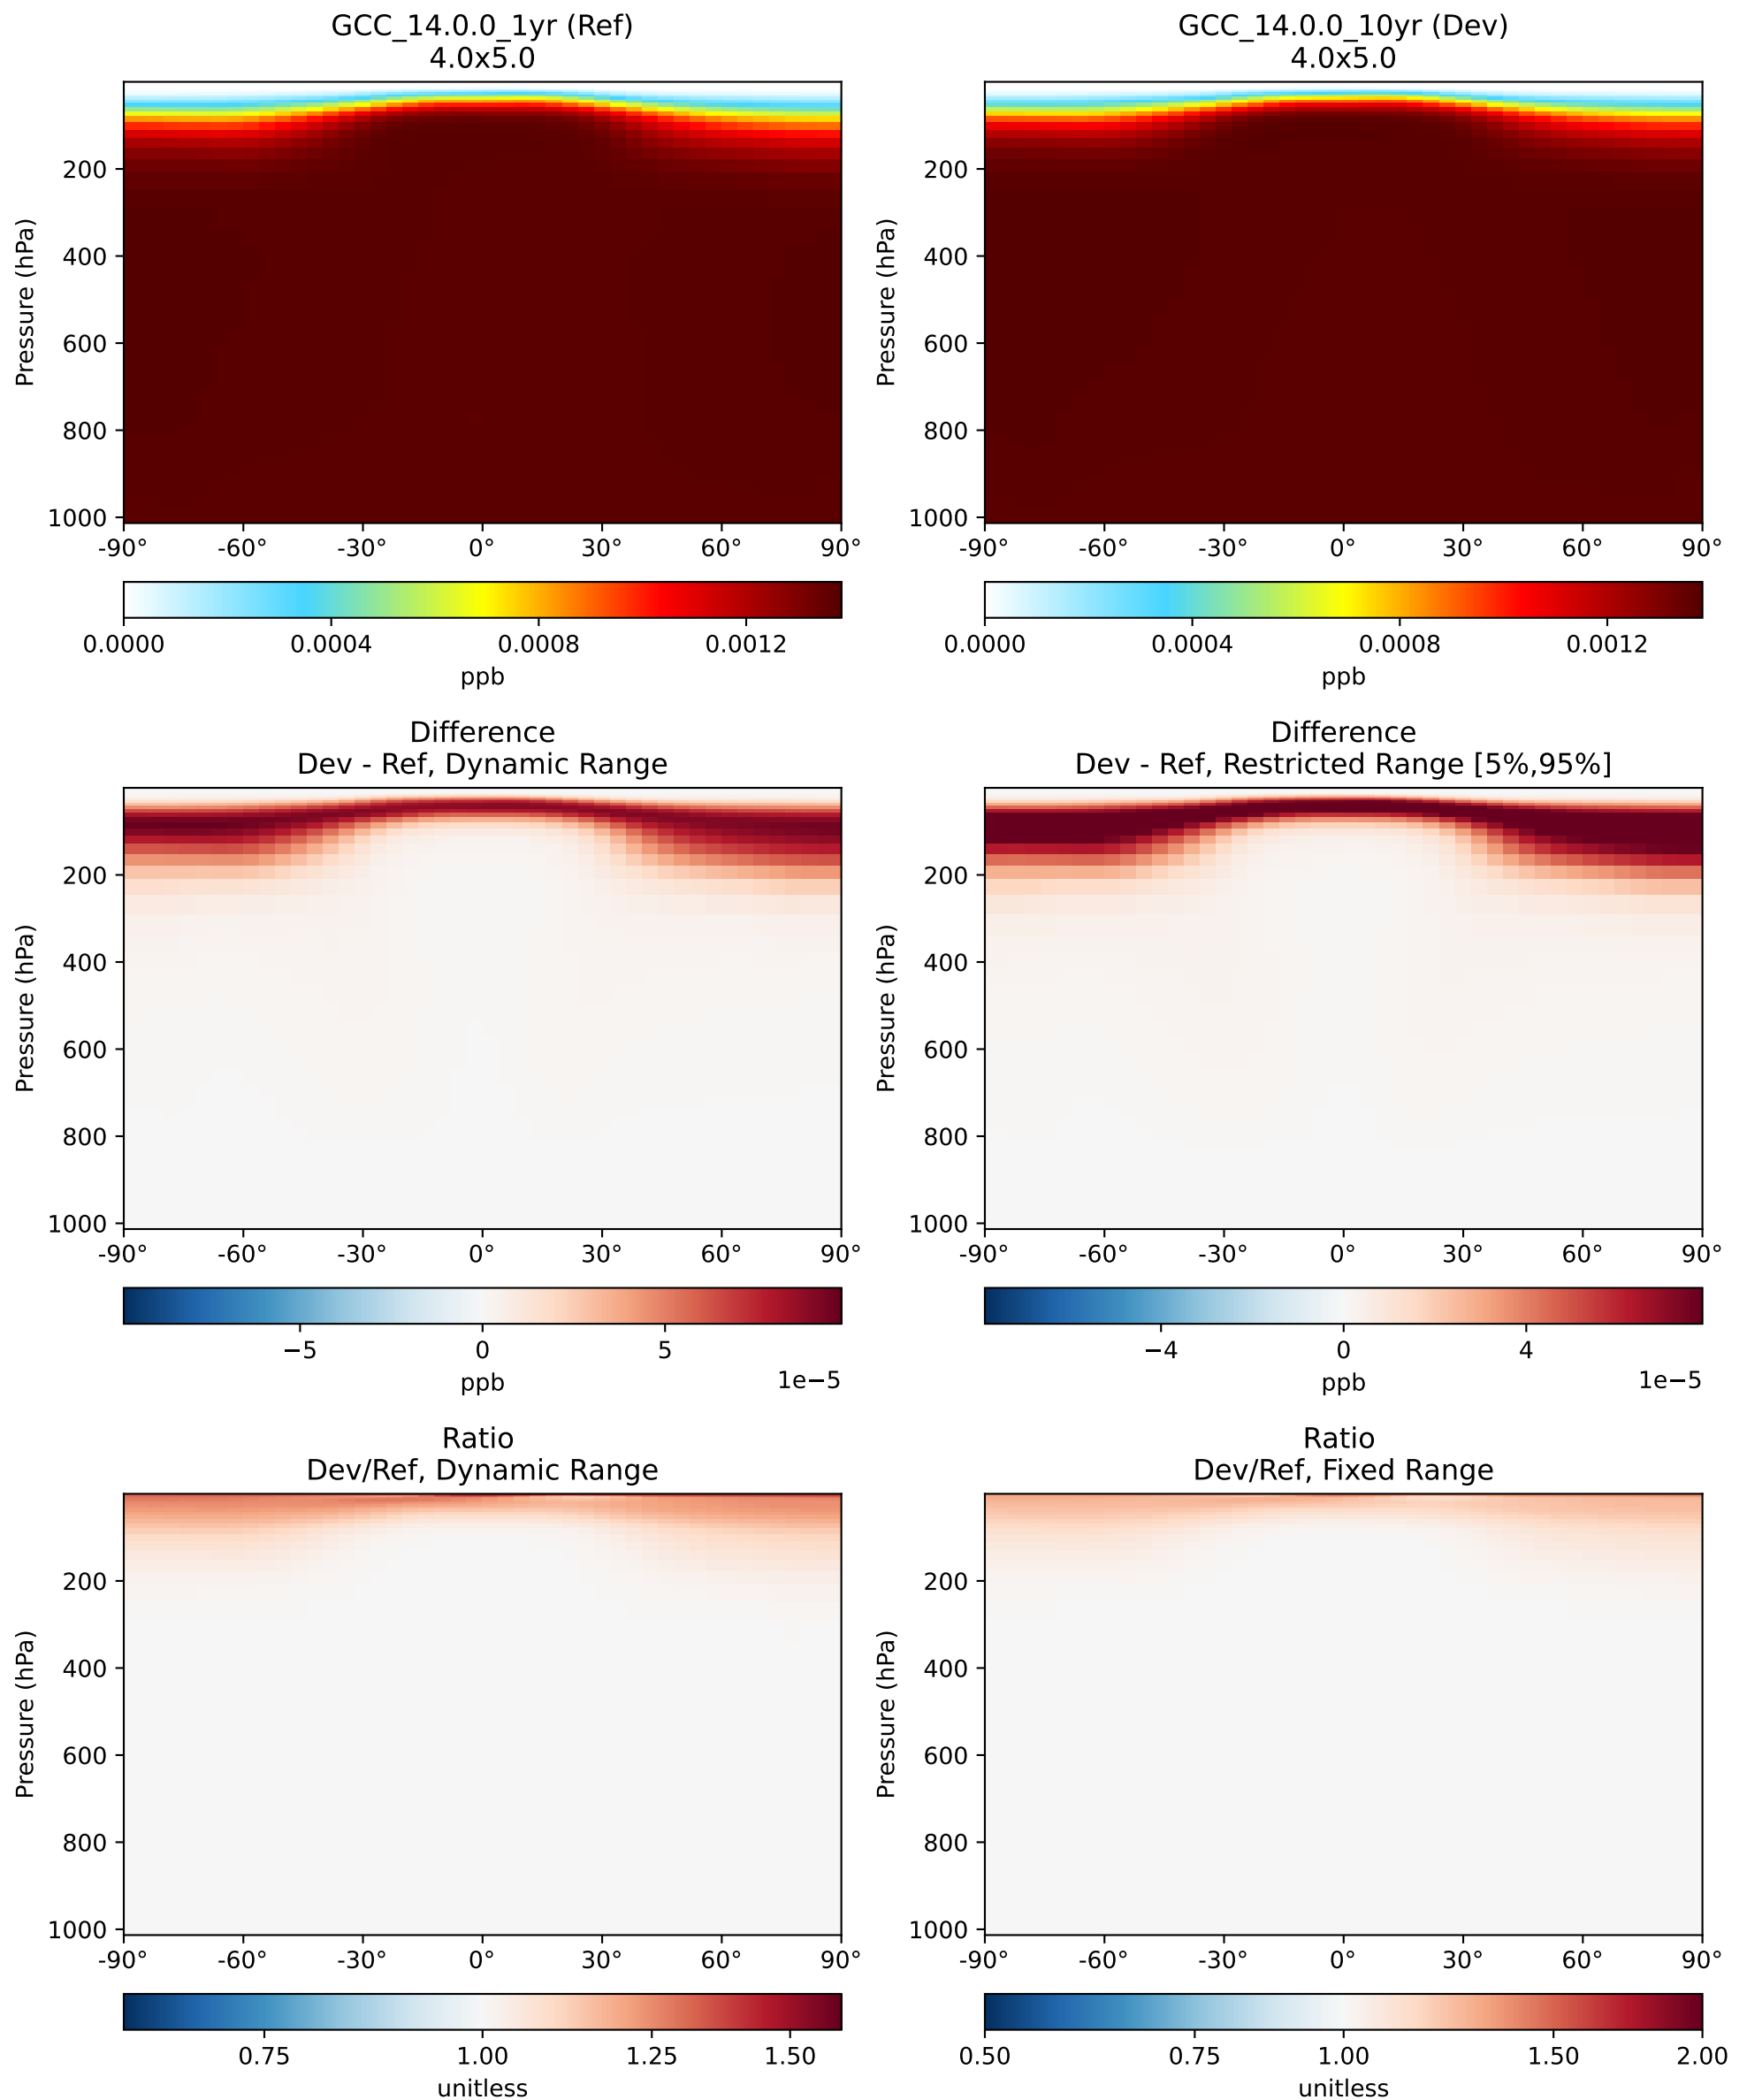 GCC_14.0.0_1yr (Ref)
4.0x5.0
Pressure (hPa)
200
400
600
800
1000
-90° -60° -30° 0° 30° 60° 90°
0.0000 0.0004 0.0008 0.0012
ppb
GCC_14.0.0_10yr (Dev)
4.0x5.0
Pressure (hPa)
200
400
600
800
1000
-90° -60° -30° 0° 30° 60° 90°
0.0000 0.0004 0.0008 0.0012
ppb
Difference
Dev - Ref, Dynamic Range
Pressure (hPa)
200
400
600
800
1000
-90° -60° -30° 0° 30° 60° 90°
−5 0 5
ppb 1e−5
Difference
Dev - Ref, Restricted Range [5%,95%]
Pressure (hPa)
200
400
600
800
1000
-90° -60° -30° 0° 30° 60° 90°
−4 0 4
ppb 1e−5
Ratio
Dev/Ref, Dynamic Range
Pressure (hPa)
200
400
600
800
1000
-90° -60° -30° 0° 30° 60° 90°
0.75 1.00 1.25 1.50
unitless
Ratio
Dev/Ref, Fixed Range
Pressure (hPa)
200
400
600
800
1000
-90° -60° -30° 0° 30° 60° 90°
0.50 0.75 1.00 1.50 2.00
unitless